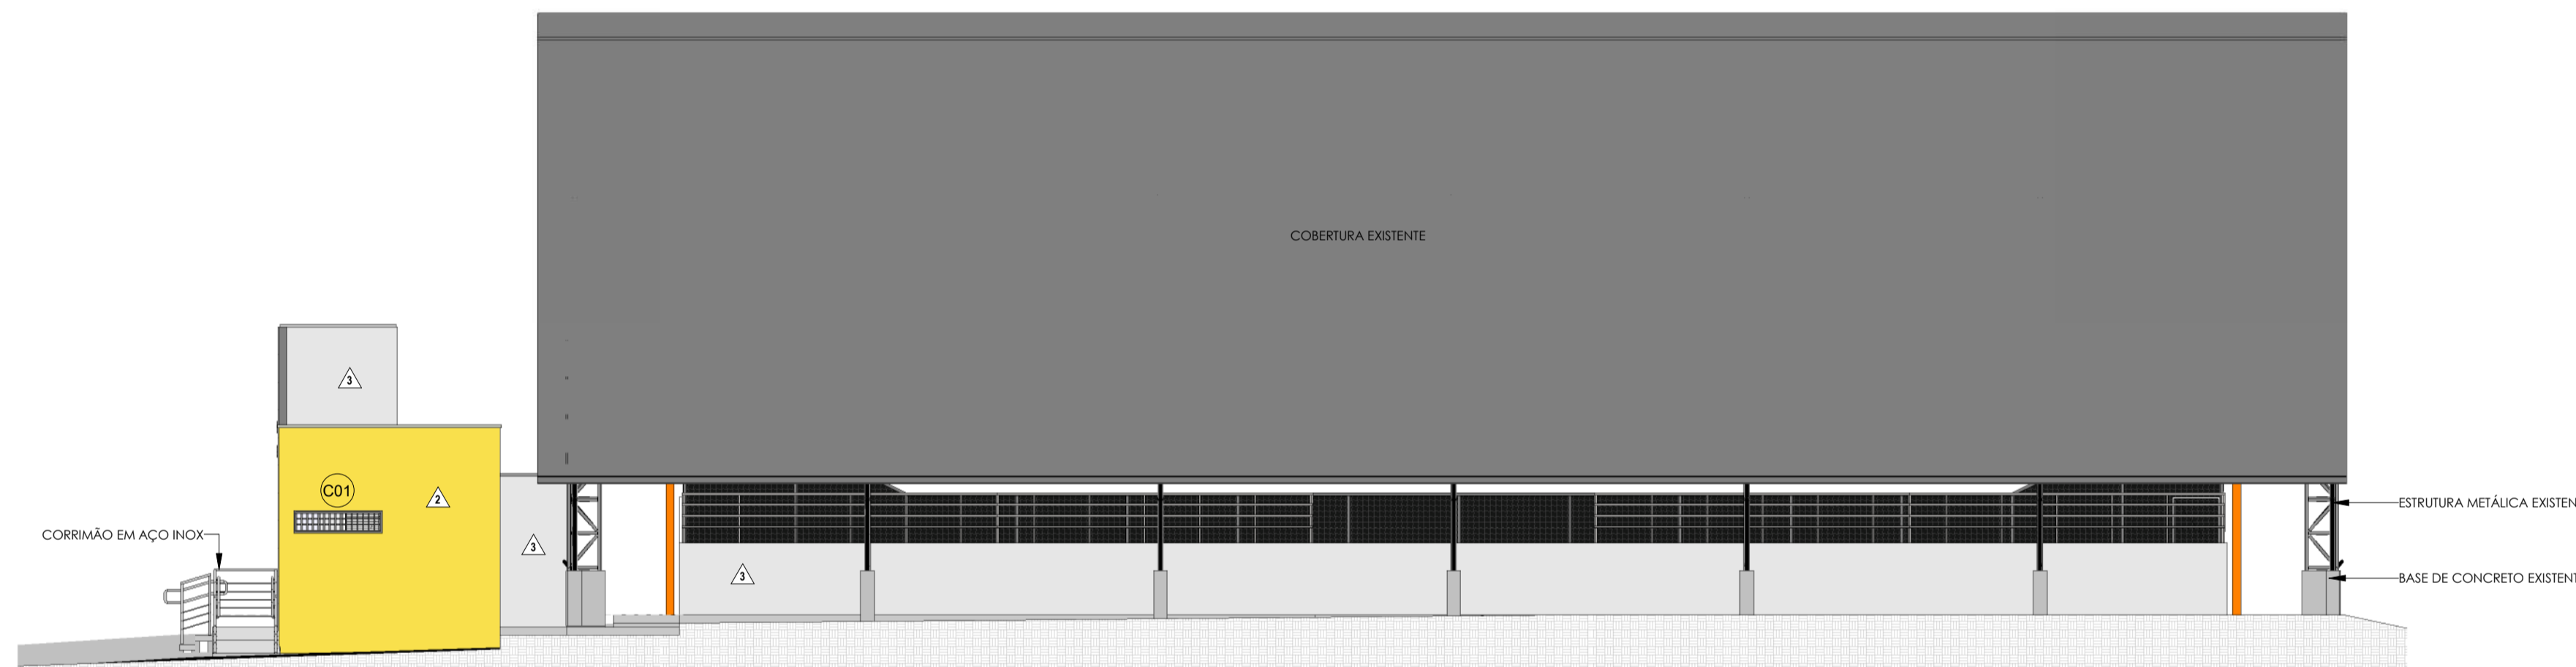 COBERTURA EXISTENTE
3
C01
2
CORRIMÃO EM AÇO INOX
3
3
ESTRUTURA METÁLICA EXISTEN
BASE DE CONCRETO EXISTENT